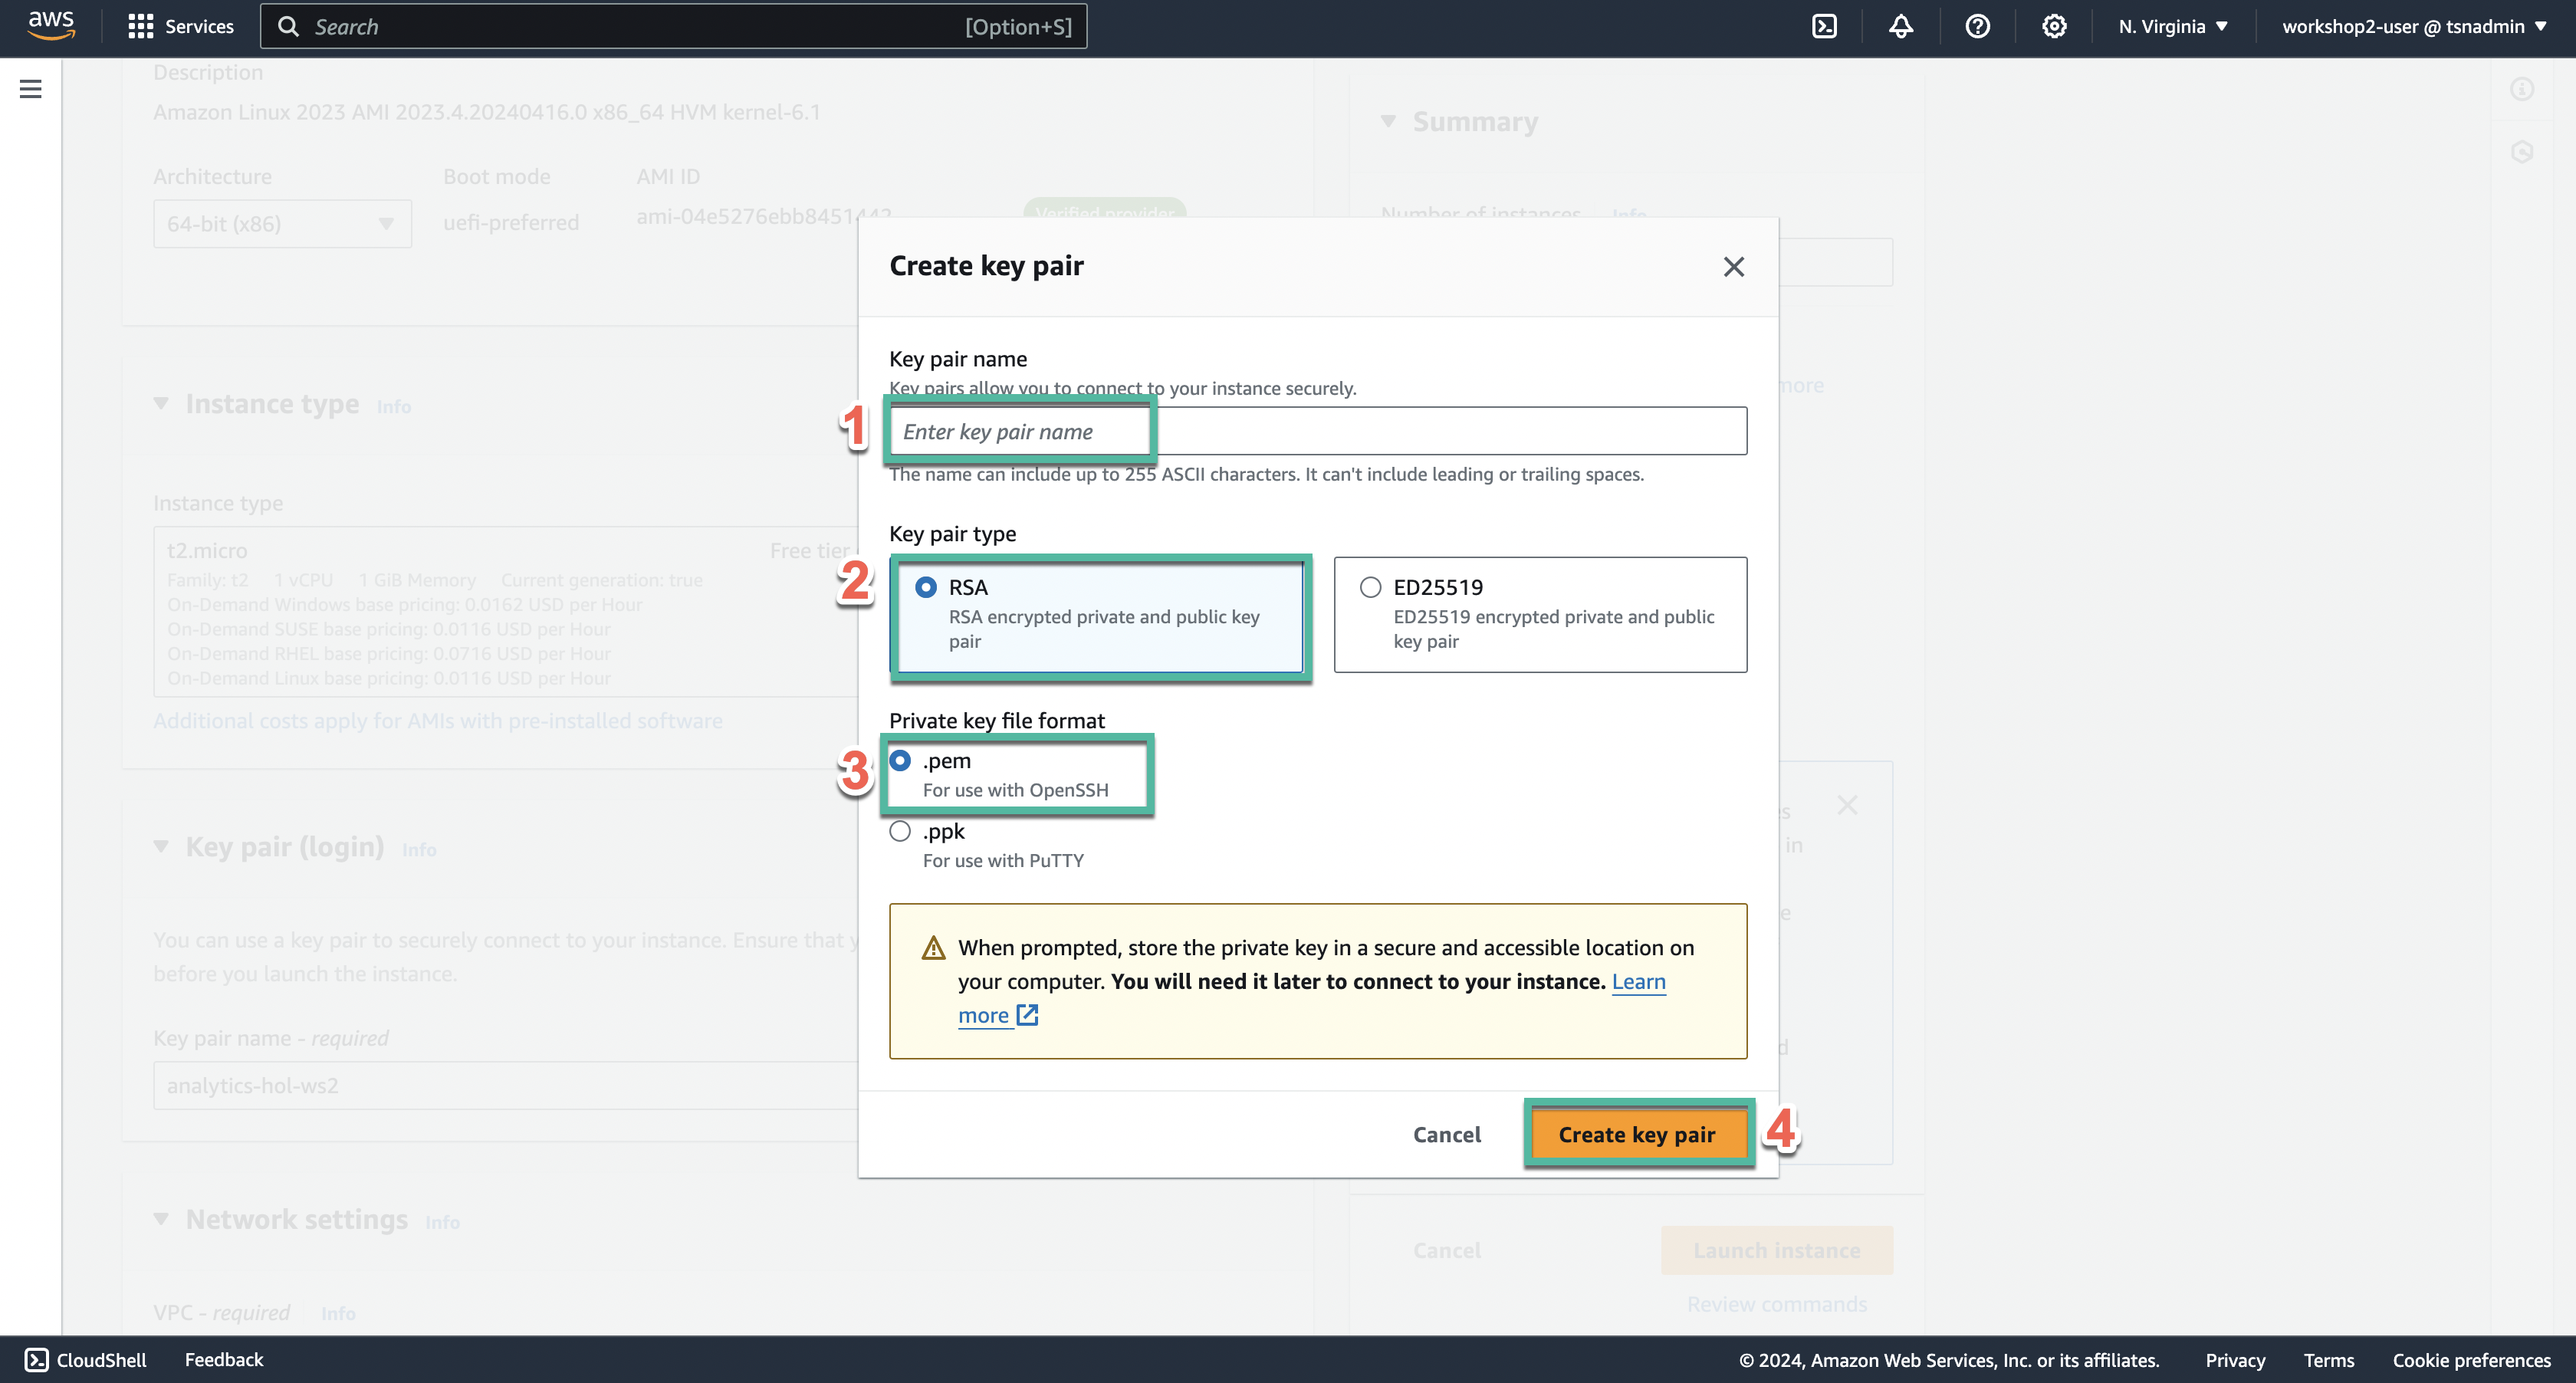 aws
Services
Search
[Option+S]
N. Virginia
workshop2-user @ tsnadmin
Description
Amazon Linux 2023 AMI 2023.4.20240416.0 x86_64 HVM kernel-6.1
Architecture
Boot mode
AMI ID
64-bit (x86)
uefi-preferred
ami-04e5276ebb8451442
Verified provider
Summary
Number of instances
Info
more
Instance type
Info
Instance type
t2.micro
Free tier
Family: t2 1 vCPU 1 GiB Memory Current generation: true
On-Demand Windows base pricing: 0.0162 USD per Hour
On-Demand SUSE base pricing: 0.0116 USD per Hour
On-Demand RHEL base pricing: 0.0716 USD per Hour
On-Demand Linux base pricing: 0.0116 USD per Hour
Additional costs apply for AMIs with pre-installed software
Key pair (login)
Info
You can use a key pair to securely connect to your instance. Ensure that y
before you launch the instance.
Key pair name - required
analytics-hol-ws2
Network settings
Info
VPC - required
Info
Create key pair
Key pair name
Key pairs allow you to connect to your instance securely.
1
Enter key pair name
The name can include up to 255 ASCII characters. It can't include leading or trailing spaces.
Key pair type
2
RSA
RSA encrypted private and public key
pair
ED25519
ED25519 encrypted private and public
key pair
Private key file format
3
.pem
For use with OpenSSH
.ppk
For use with PuTTY
When prompted, store the private key in a secure and accessible location on
your computer. You will need it later to connect to your instance. Learn
more
Cancel
Create key pair
4
es
in
e
d
Cancel
Launch instance
Review commands
CloudShell
Feedback
© 2024, Amazon Web Services, Inc. or its affiliates.
Privacy
Terms
Cookie preferences